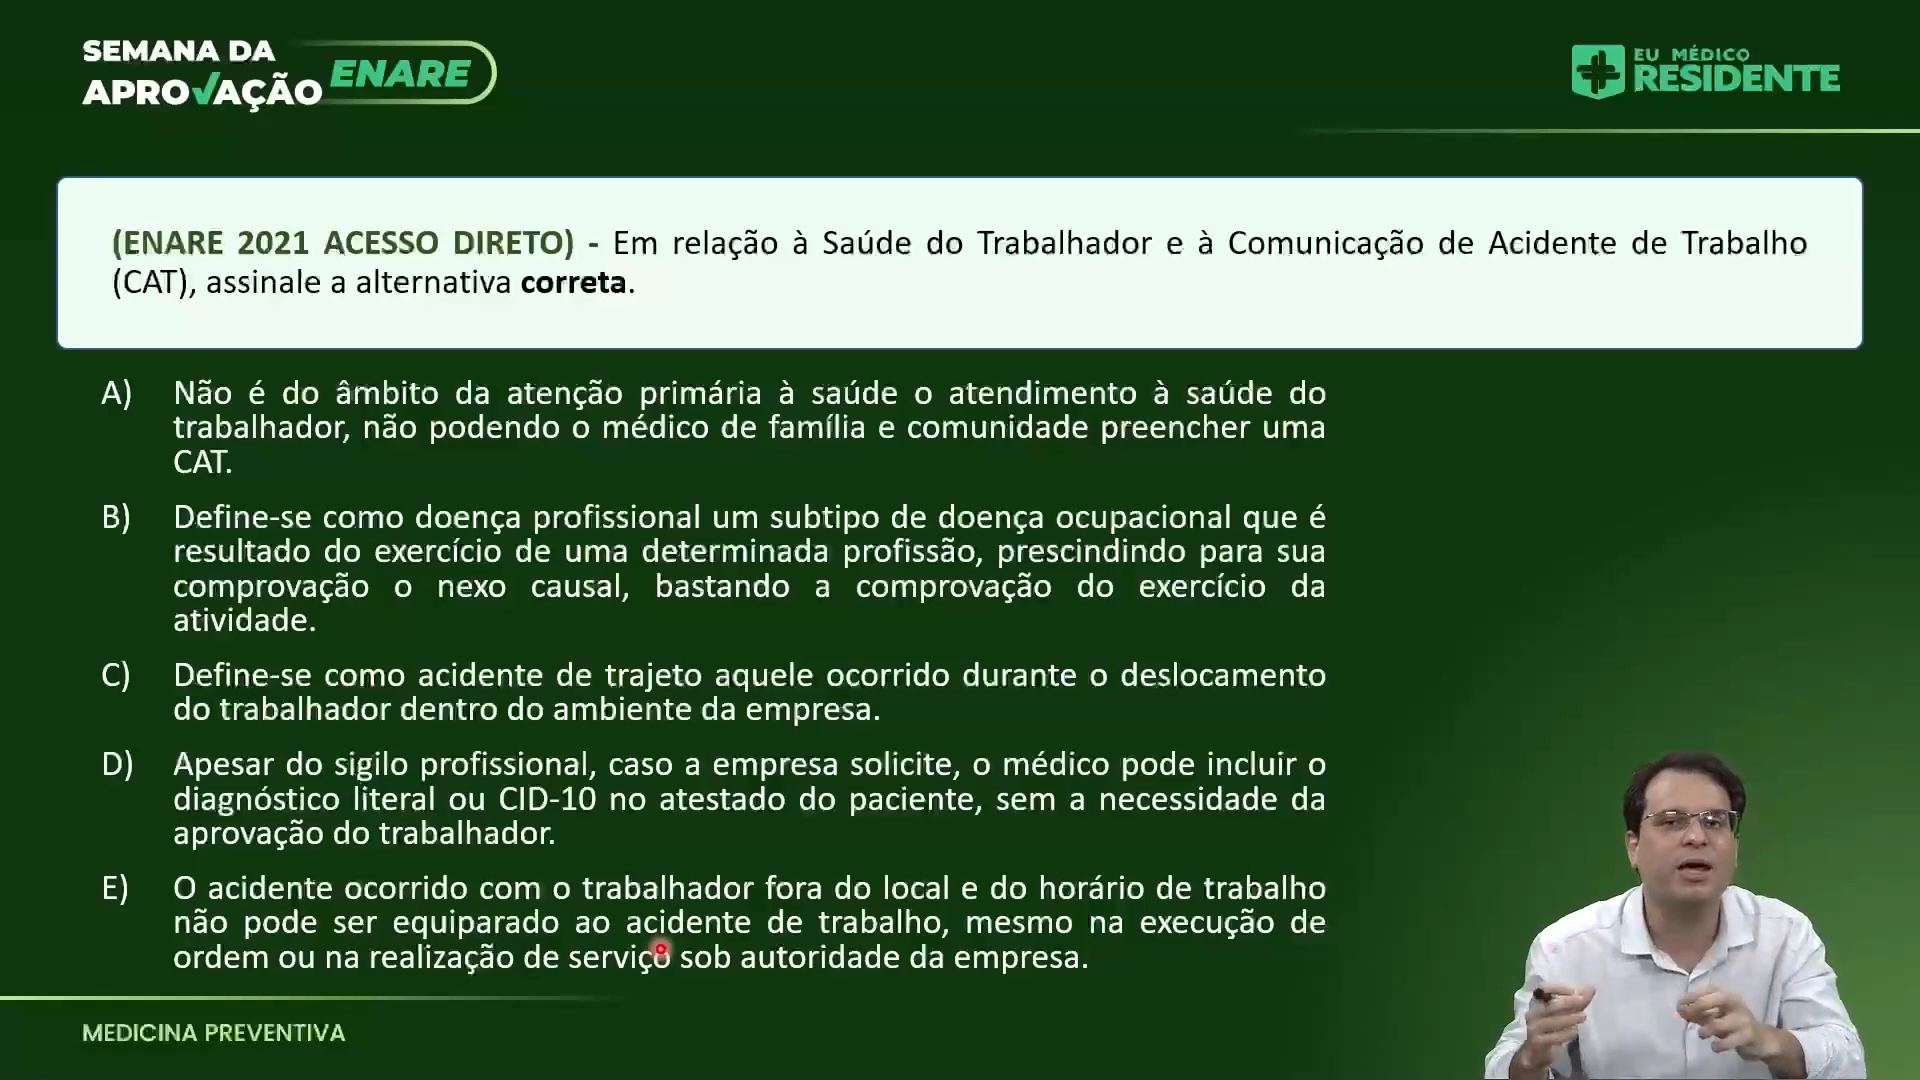 SEMANA DA
APROVAÇÃO ENARE
EU MÉDICO
RESIDENTE
(ENARE 2021 ACESSO DIRETO) - Em relação à Saúde do Trabalhador e à Comunicação de Acidente de Trabalho
(CAT), assinale a alternativa correta.
A) Não é do âmbito da atenção primária à saúde o atendimento à saúde do
trabalhador, não podendo o médico de família e comunidade preencher uma
CAT.
B) Define-se como doença profissional um subtipo de doença ocupacional que é
resultado do exercício de uma determinada profissão, prescindindo para sua
comprovação o nexo causal, bastando a comprovação do exercício da
atividade.
C) Define-se como acidente de trajeto aquele ocorrido durante o deslocamento
do trabalhador dentro do ambiente da empresa.
D) Apesar do sigilo profissional, caso a empresa solicite, o médico pode incluir o
diagnóstico literal ou CID-10 no atestado do paciente, sem a necessidade da
aprovação do trabalhador.
E) O acidente ocorrido com o trabalhador fora do local e do horário de trabalho
não pode ser equiparado ao acidente de trabalho, mesmo na execução de
ordem ou na realização de serviço sob autoridade da empresa.
MEDICINA PREVENTIVA